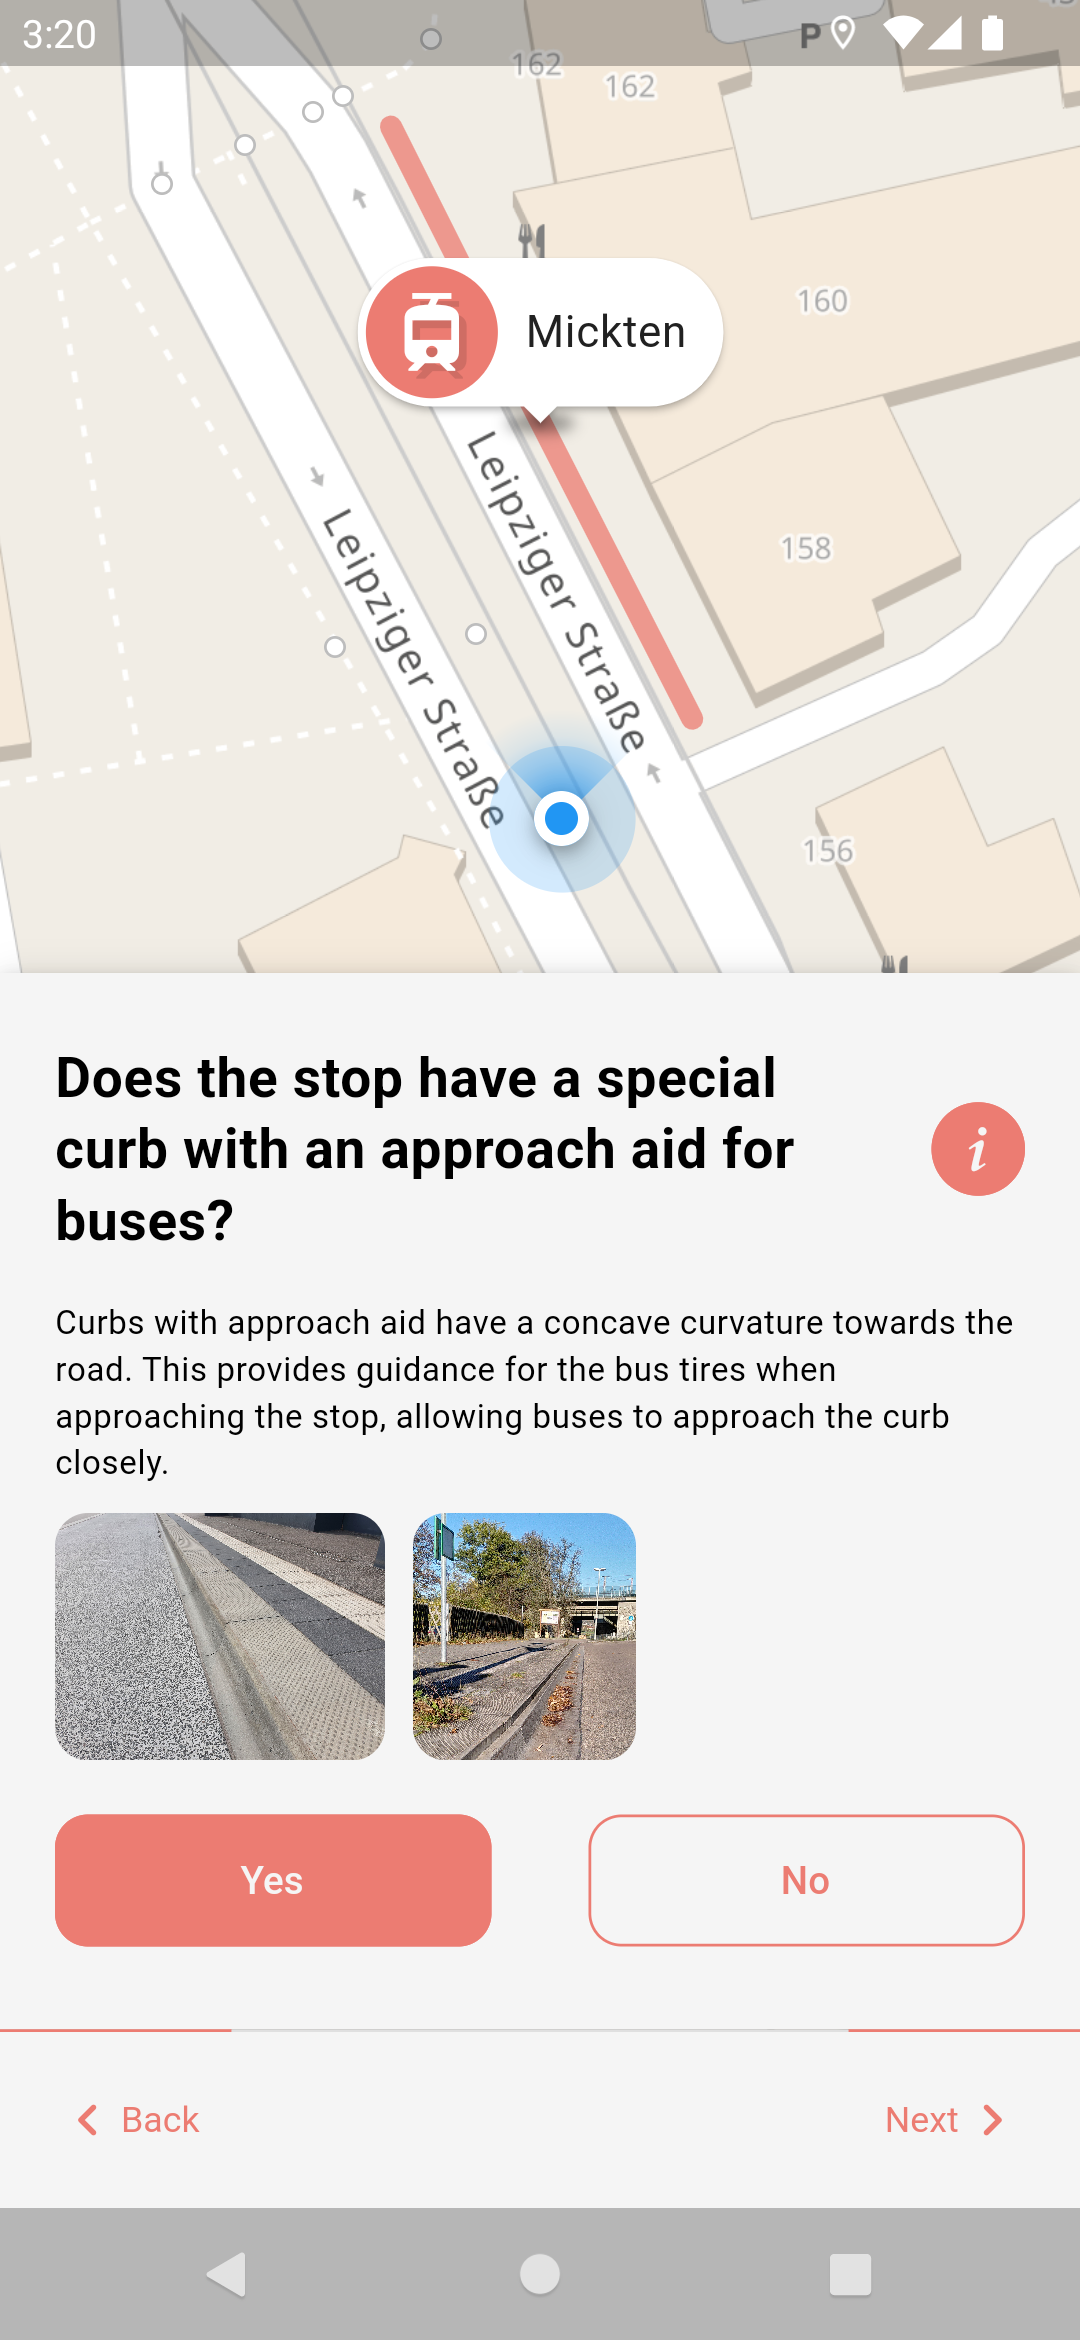 3:20
P
162
162
160
Mickten
Leipziger Straße
Leipziger Straße
158
156
Does the stop have a special
curb with an approach aid for
buses?
i
Curbs with approach aid have a concave curvature towards the
road. This provides guidance for the bus tires when
approaching the stop, allowing buses to approach the curb
closely.
Yes
No
Back
Next